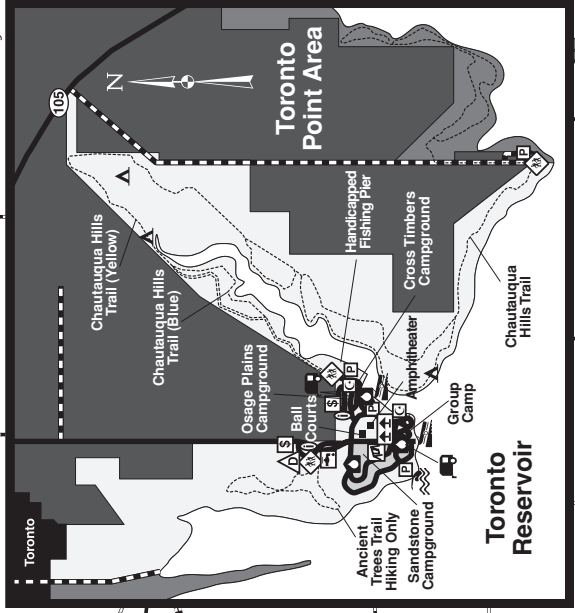 105
N
Toronto
Point Area
Handicapped
Fishing Pier
Cross Timbers
Campground
Chautauqua Hills
Trail (Yellow)
Chautauqua Hills
Trail (Blue)
Osage Plains
Campground
Ball
Courts
Amphitheater
Chautauqua
Hills Trail
Group
Camp
Toronto
Ancient
Trees Trail
Hiking Only
Sandstone
Campground
Toronto
Reservoir
P
P
P
P
C
C
$
$
D